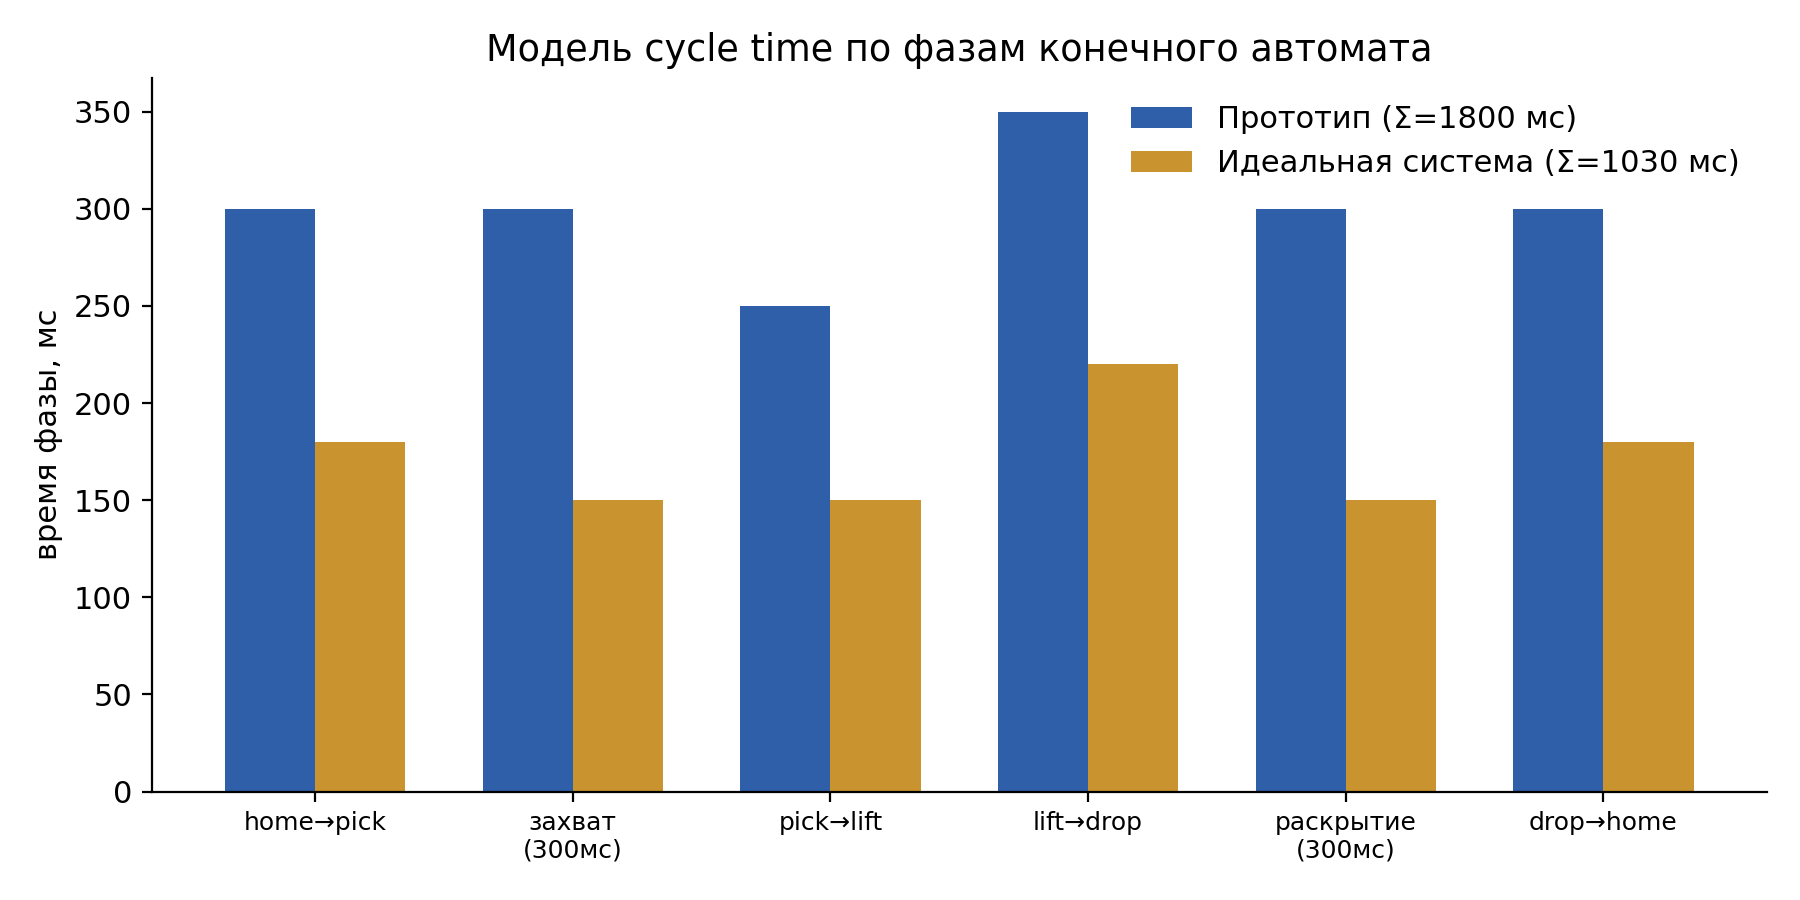 Модель cycle time по фазам конечного автомата
Прототип (Σ=1800 мс)
Идеальная система (Σ=1030 мс)
время фазы, мс
350
300
250
200
150
100
50
0
home→pick
захват
(300мс)
pick→lift
lift→drop
раскрытие
(300мс)
drop→home